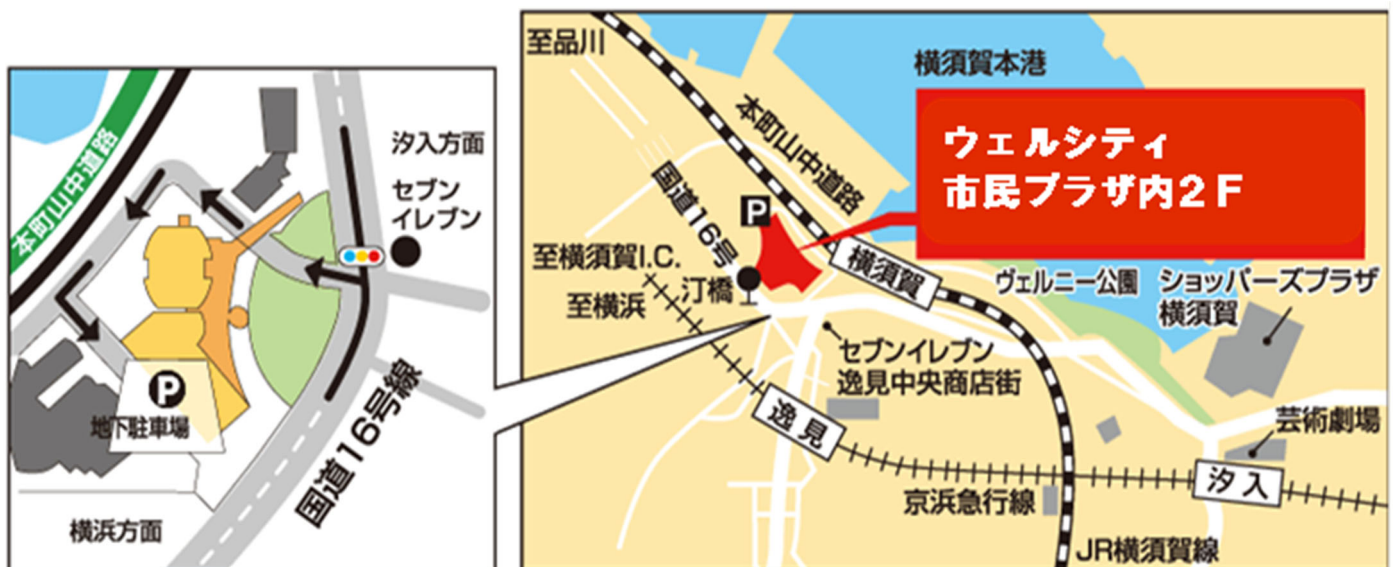 本町山中道路
汐入方面
セブン
イレブン
P
地下駐車場
国道16号線
横浜方面
至品川
横須賀本港
本町山中道路
ウェルシティ
市民プラザ内2F
国道16号
P
至横須賀I.C.
汀橋
至横浜
横須賀
ヴェルニー公園
ショッパーズプラザ
横須賀
セブンイレブン
逸見中央商店街
逸見
芸術劇場
汐入
京浜急行線
JR横須賀線